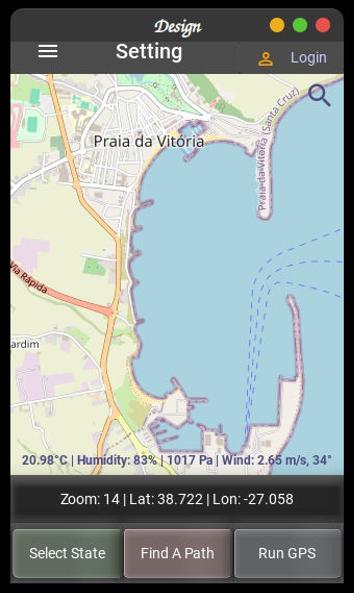 Design
Setting
Login
Praia da Vitória
Praia da Vitória (Santa Cruz)
Via Rápida
ardim
20.98°C | Humidity: 83% | 1017 Pa | Wind: 2.65 m/s, 34°
Zoom: 14 | Lat: 38.722 | Lon: -27.058
Select State
Find A Path
Run GPS